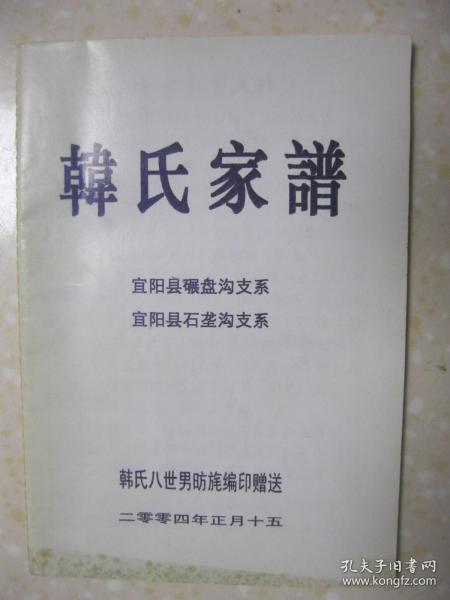 韓氏家譜
宜阳县碾盘沟支系
宜阳县石垄沟支系
韩氏八世男昉旄编印赠送
二零零四年正月十五
孔夫子旧书网
www.kongfz.com